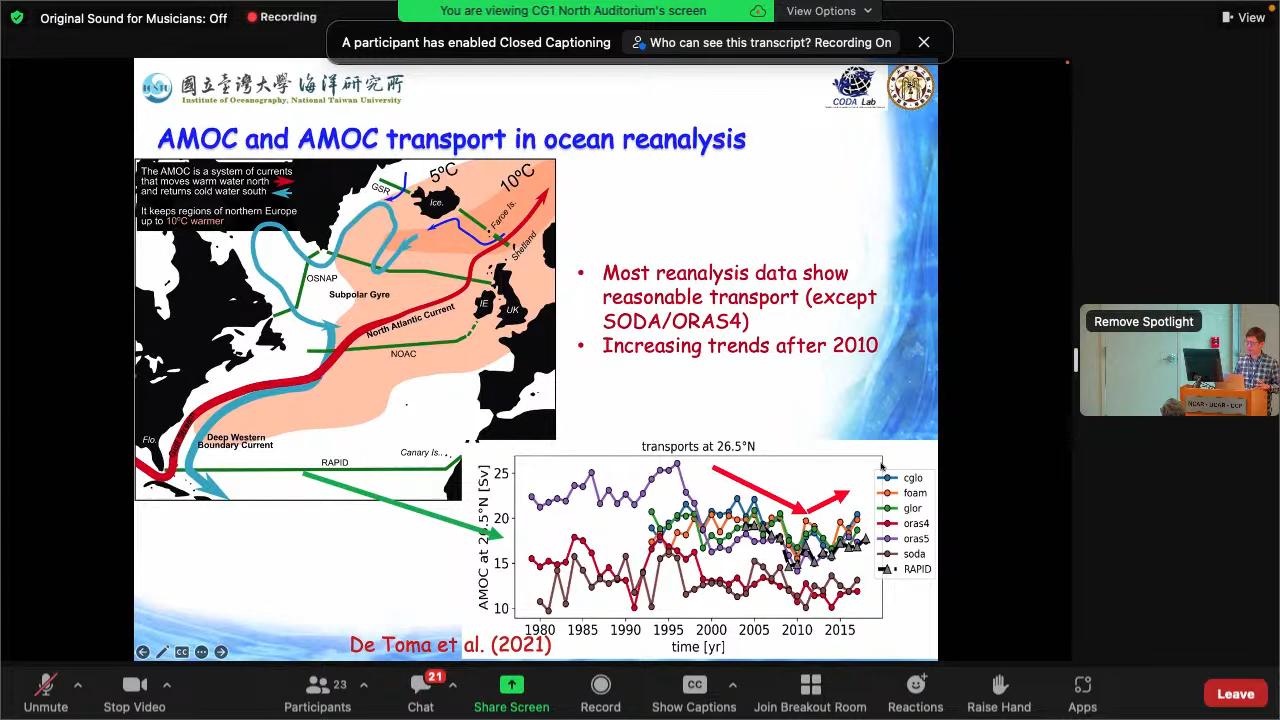 Original Sound for Musicians: Off
Recording
You are viewing CG1 North Auditorium's screen
View Options
View
A participant has enabled Closed Captioning
Who can see this transcript? Recording On
國立臺灣大學 海洋研究所
Institute of Oceanography, National Taiwan University
CODA Lab
AMOC and AMOC transport in ocean reanalysis
The AMOC is a system of currents
that moves warm water north
and returns cold water south
It keeps regions of northern Europe
up to 10°C warmer
GSR
5°C
10°C
Ice.
Faroe Is.
Shetland
OSNAP
Subpolar Gyre
North Atlantic Current
IE
UK
NOAC
Flo.
Deep Western
Boundary Current
RAPID
Canary Is..
• Most reanalysis data show
reasonable transport (except
SODA/ORAS4)
• Increasing trends after 2010
Remove Spotlight
NCAR - UCAR - UCP
transports at 26.5°N
AMOC at 26.5°N [Sv]
25
20
15
10
1980 1985 1990 1995 2000 2005 2010 2015
time [yr]
cglo
foam
glor
oras4
oras5
soda
RAPID
De Toma et al. (2021)
CC
Unmute
Stop Video
23
Participants
21
Chat
Share Screen
Record
CC
Show Captions
Join Breakout Room
Reactions
Raise Hand
Apps
Leave